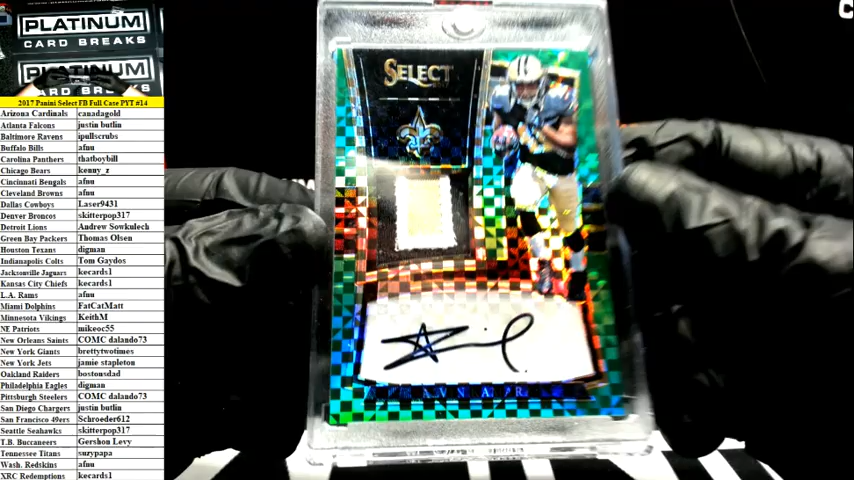 PLATINUM
CARD BREAKS
PLATINUM
CARD BREAKS
2017 Panini Select FB Full Case PYT #14
Arizona Cardinals canadagold
Atlanta Falcons justin butlin
Baltimore Ravens ipullscrubs
Buffalo Bills afnu
Carolina Panthers thatboybill
Chicago Bears kenny_z
Cincinnati Bengals afnu
Cleveland Browns afnu
Dallas Cowboys Laser9431
Denver Broncos skitterpop317
Detroit Lions Andrew Sowkulech
Green Bay Packers Thomas Olsen
Houston Texans digman
Indianapolis Colts Tom Gaydos
Jacksonville Jaguars kecards1
Kansas City Chiefs kecards1
L.A. Rams afnu
Miami Dolphins FatCatMatt
Minnesota Vikings KeithM
NE Patriots mikeoc55
New Orleans Saints COMC dalando73
New York Giants brettytwotimes
New York Jets jamie stapleton
Oakland Raiders bostonsdad
Philadelphia Eagles digman
Pittsburgh Steelers COMC dalando73
San Diego Chargers justin butlin
San Francisco 49ers Schroeder612
Seattle Seahawks skitterpop317
T.B. Buccaneers Gershon Levy
Tennessee Titans suzypapa
Wash. Redskins afnu
XRC Redemptions kecards1
SELECT